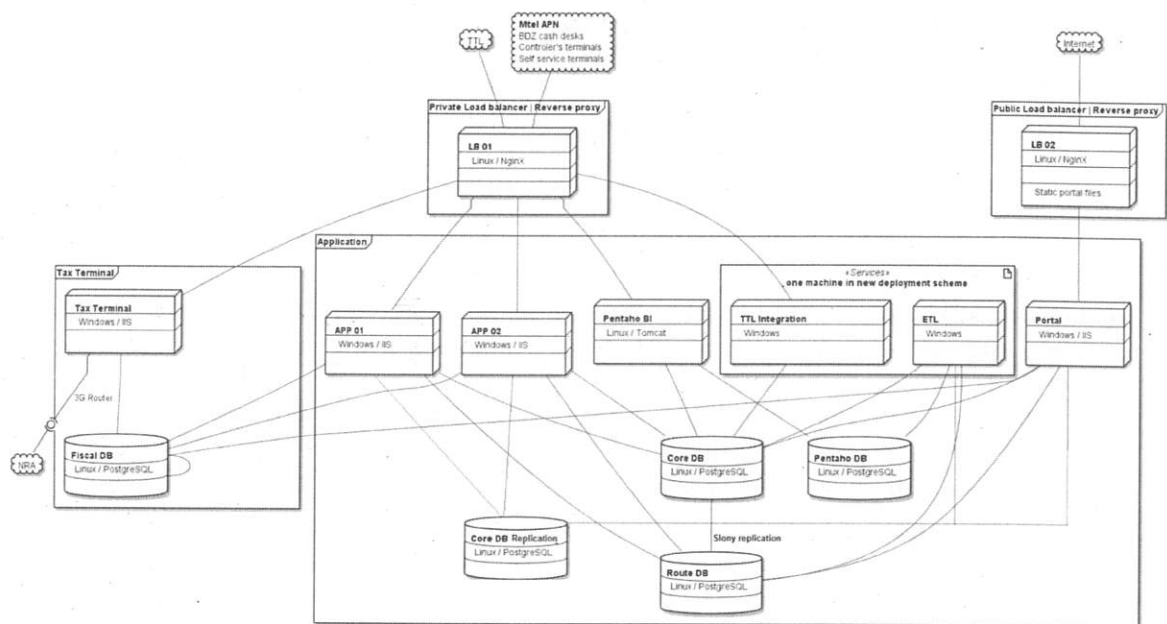 TTL
Mtel APN
BDZ cash desks
Controler's terminals
Self service terminals
Internet
Private Load balancer | Reverse proxy
LB 01
Linux / Nginx
Public Load balancer | Reverse proxy
LB 02
Linux / Nginx
Static portal files
Application
Tax Terminal
Tax Terminal
Windows / IIS
«Services»
one machine in new deployment scheme
APP 01
Windows / IIS
APP 02
Windows / IIS
Pentaho BI
Linux / Tomcat
TTL Integration
Windows
ETL
Windows
Portal
Windows / IIS
3G Router
NRA
Fiscal DB
Linux / PostgreSQL
Core DB
Linux / PostgreSQL
Pentaho DB
Linux / PostgreSQL
Core DB Replication
Linux / PostgreSQL
Slony replication
Route DB
Linux / PostgreSQL